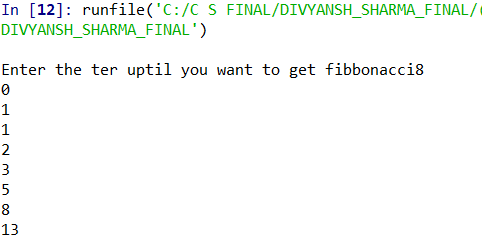 In [12]: runfile('C:/C S FINAL/DIVYANSH_SHARMA_FINAL/
DIVYANSH_SHARMA_FINAL')
Enter the ter uptil you want to get fibbonacci8
0
1
1
2
3
5
8
13